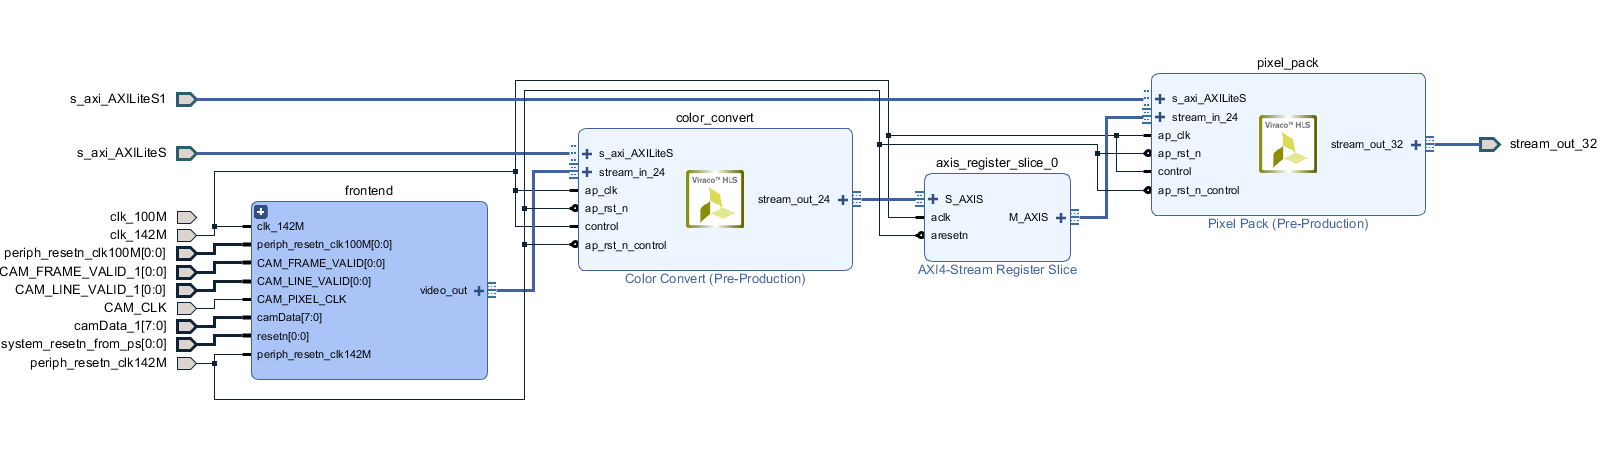 pixel_pack
s_axi_AXILiteS1
s_axi_AXILiteS
stream_in_24
ap_clk
ap_rst_n
control
ap_rst_n_control
stream_out_32
stream_out_32
Pixel Pack (Pre-Production)
color_convert
s_axi_AXILiteS
s_axi_AXILiteS
stream_in_24
ap_clk
ap_rst_n
control
ap_rst_n_control
Vivaco™ HLS
Vivaco™ HLS
stream_out_24
Color Convert (Pre-Production)
axis_register_slice_0
S_AXIS
aclk
aresetn
M_AXIS
AXI4-Stream Register Slice
frontend
clk_100M
clk_142M
periph_resetn_clk100M[0:0]
CAM_FRAME_VALID_1[0:0]
CAM_LINE_VALID_1[0:0]
CAM_CLK
camData_1[7:0]
system_resetn_from_ps[0:0]
periph_resetn_clk142M
clk_142M
periph_resetn_clk100M[0:0]
CAM_FRAME_VALID[0:0]
CAM_LINE_VALID[0:0]
CAM_PIXEL_CLK
camData[7:0]
resetn[0:0]
periph_resetn_clk142M
video_out